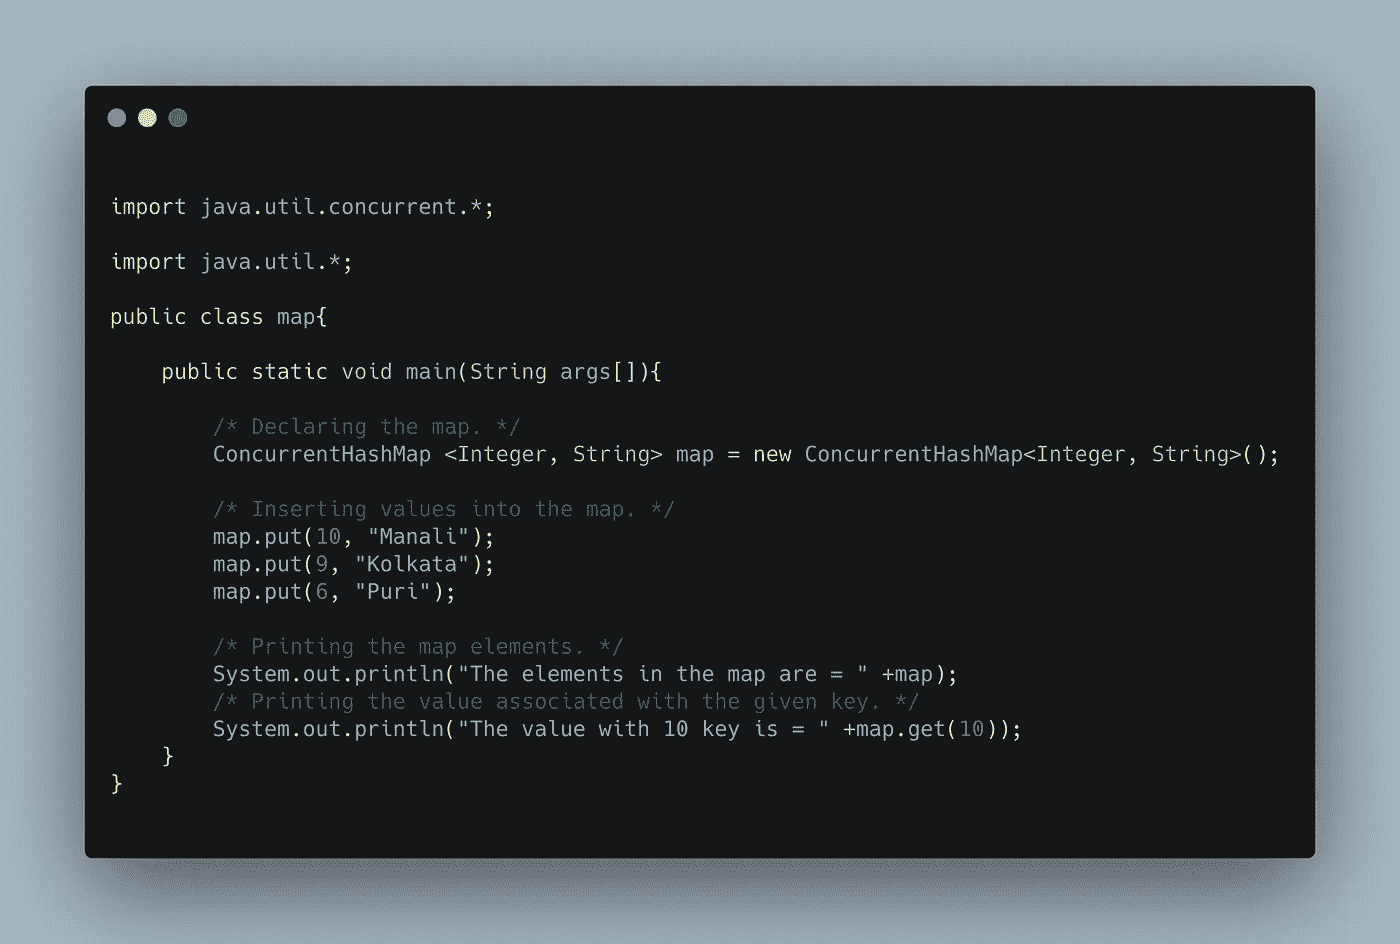 import java.util.concurrent.*;
import java.util.*;
public class map{
    public static void main(String args[]){
        /* Declaring the map. */
        ConcurrentHashMap <Integer, String> map = new ConcurrentHashMap<Integer, String>();
        /* Inserting values into the map. */
        map.put(10, "Manali");
        map.put(9, "Kolkata");
        map.put(6, "Puri");
        /* Printing the map elements. */
        System.out.println("The elements in the map are = " +map);
        /* Printing the value associated with the given key. */
        System.out.println("The value with 10 key is = " +map.get(10));
    }
}